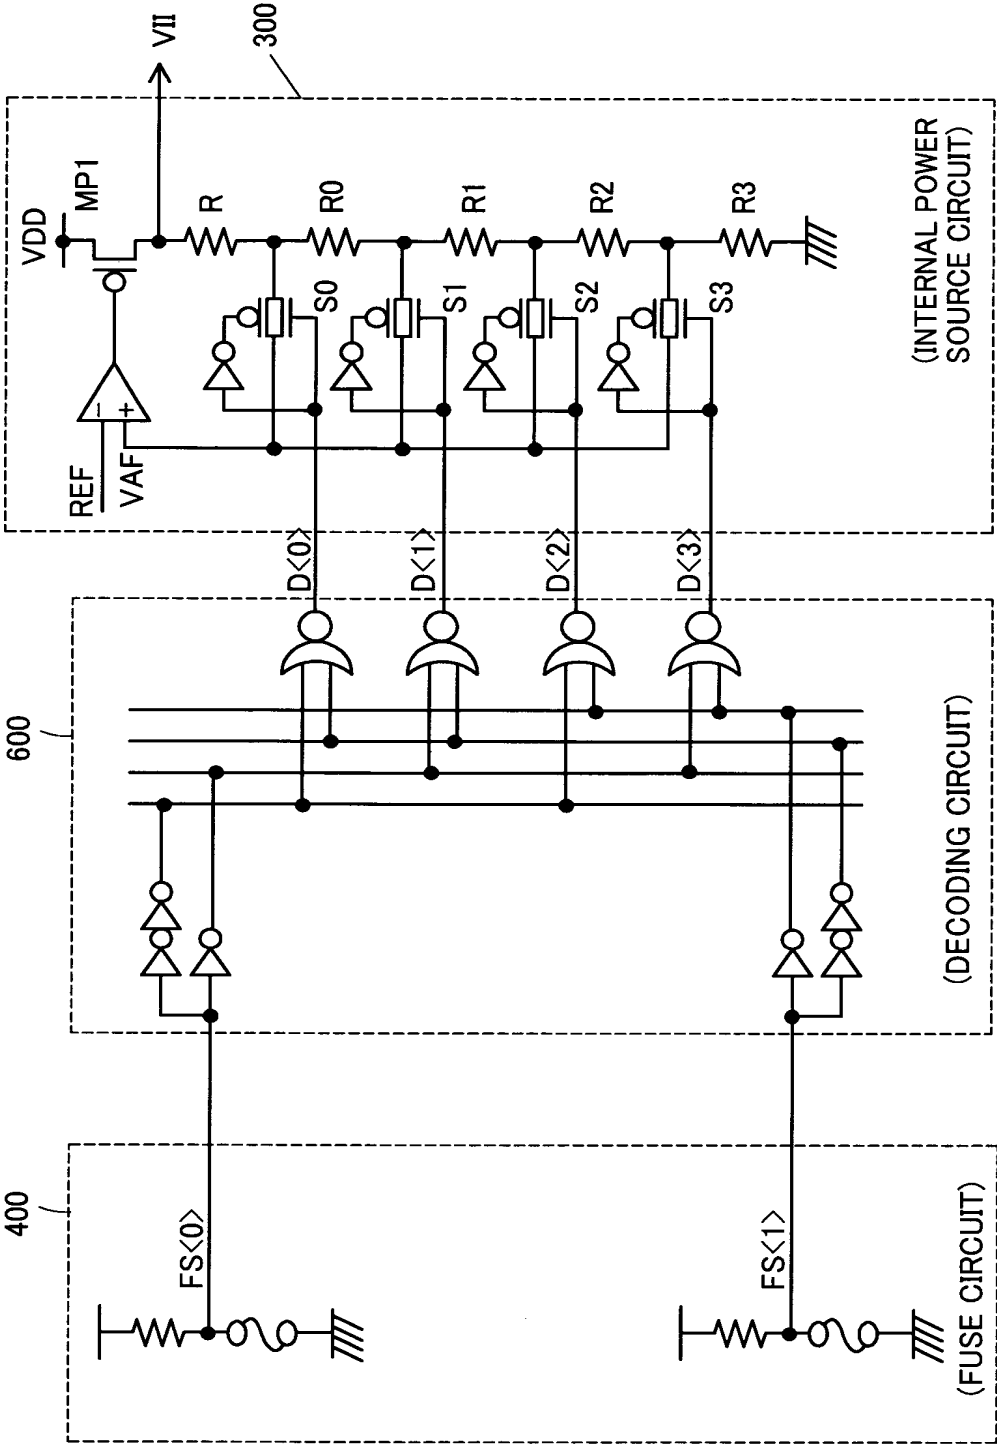 400
FS<0>
FS<1>
(FUSE CIRCUIT)
600
D<0>
D<1>
D<2>
D<3>
(DECODING CIRCUIT)
300
REF
VAF
−
+
VDD
MP1
VII
R
R0
R1
R2
R3
S0
S1
S2
S3
(INTERNAL POWER
SOURCE CIRCUIT)